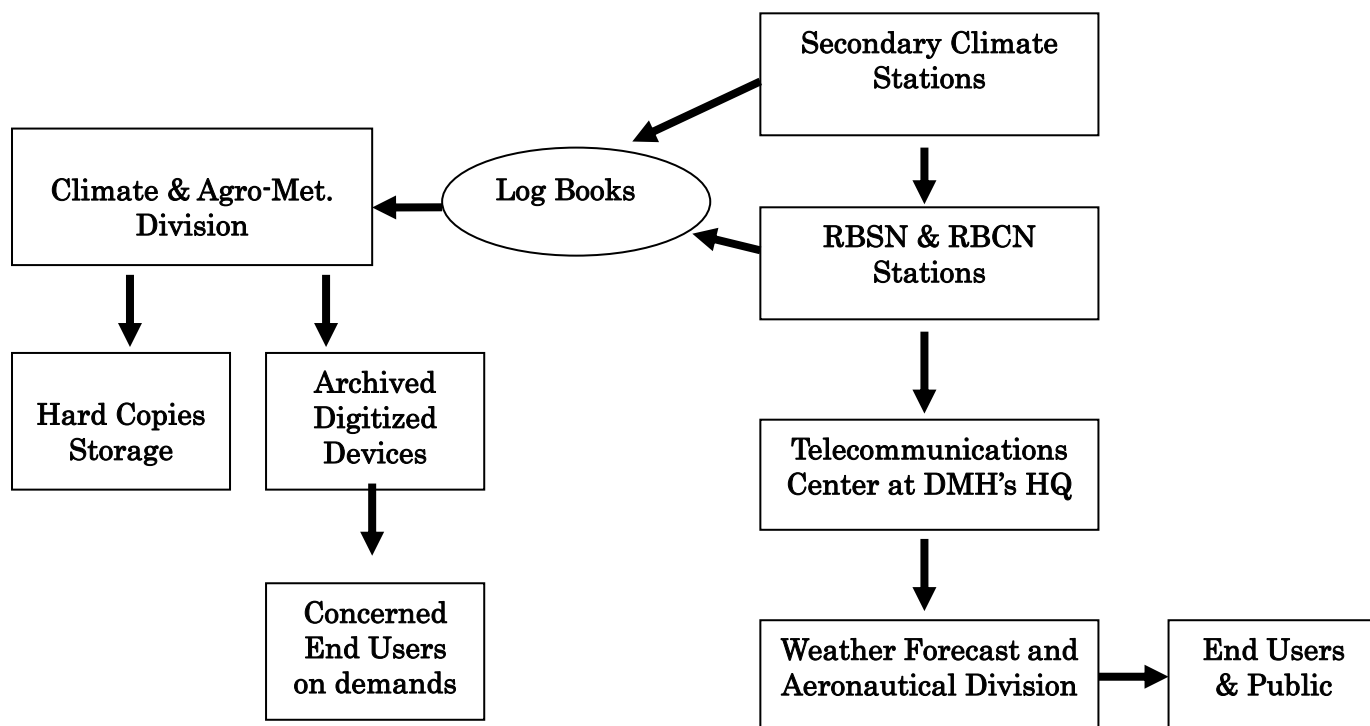 Secondary Climate
Stations
Climate & Agro-Met.
Division
Log Books
RBSN & RBCN
Stations
Hard Copies
Storage
Archived
Digitized
Devices
Telecommunications
Center at DMH's HQ
Concerned
End Users
on demands
Weather Forecast and
Aeronautical Division
End Users
& Public